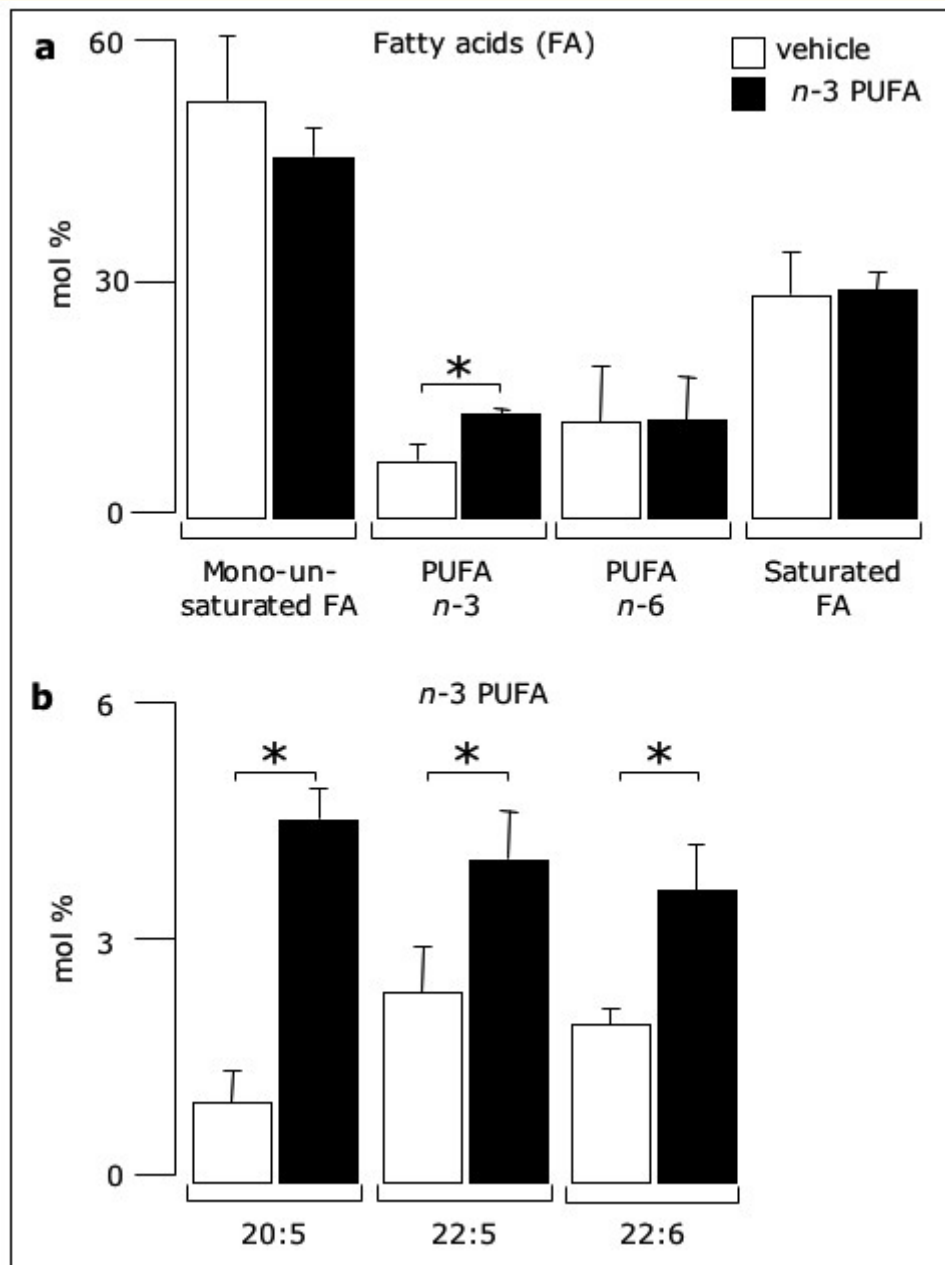 a
60
Fatty acids (FA)
vehicle
n-3 PUFA
mol %
30
*
0
Mono-un-
saturated FA
PUFA
n-3
PUFA
n-6
Saturated
FA
b
6
n-3 PUFA
*
*
*
mol %
3
0
20:5
22:5
22:6